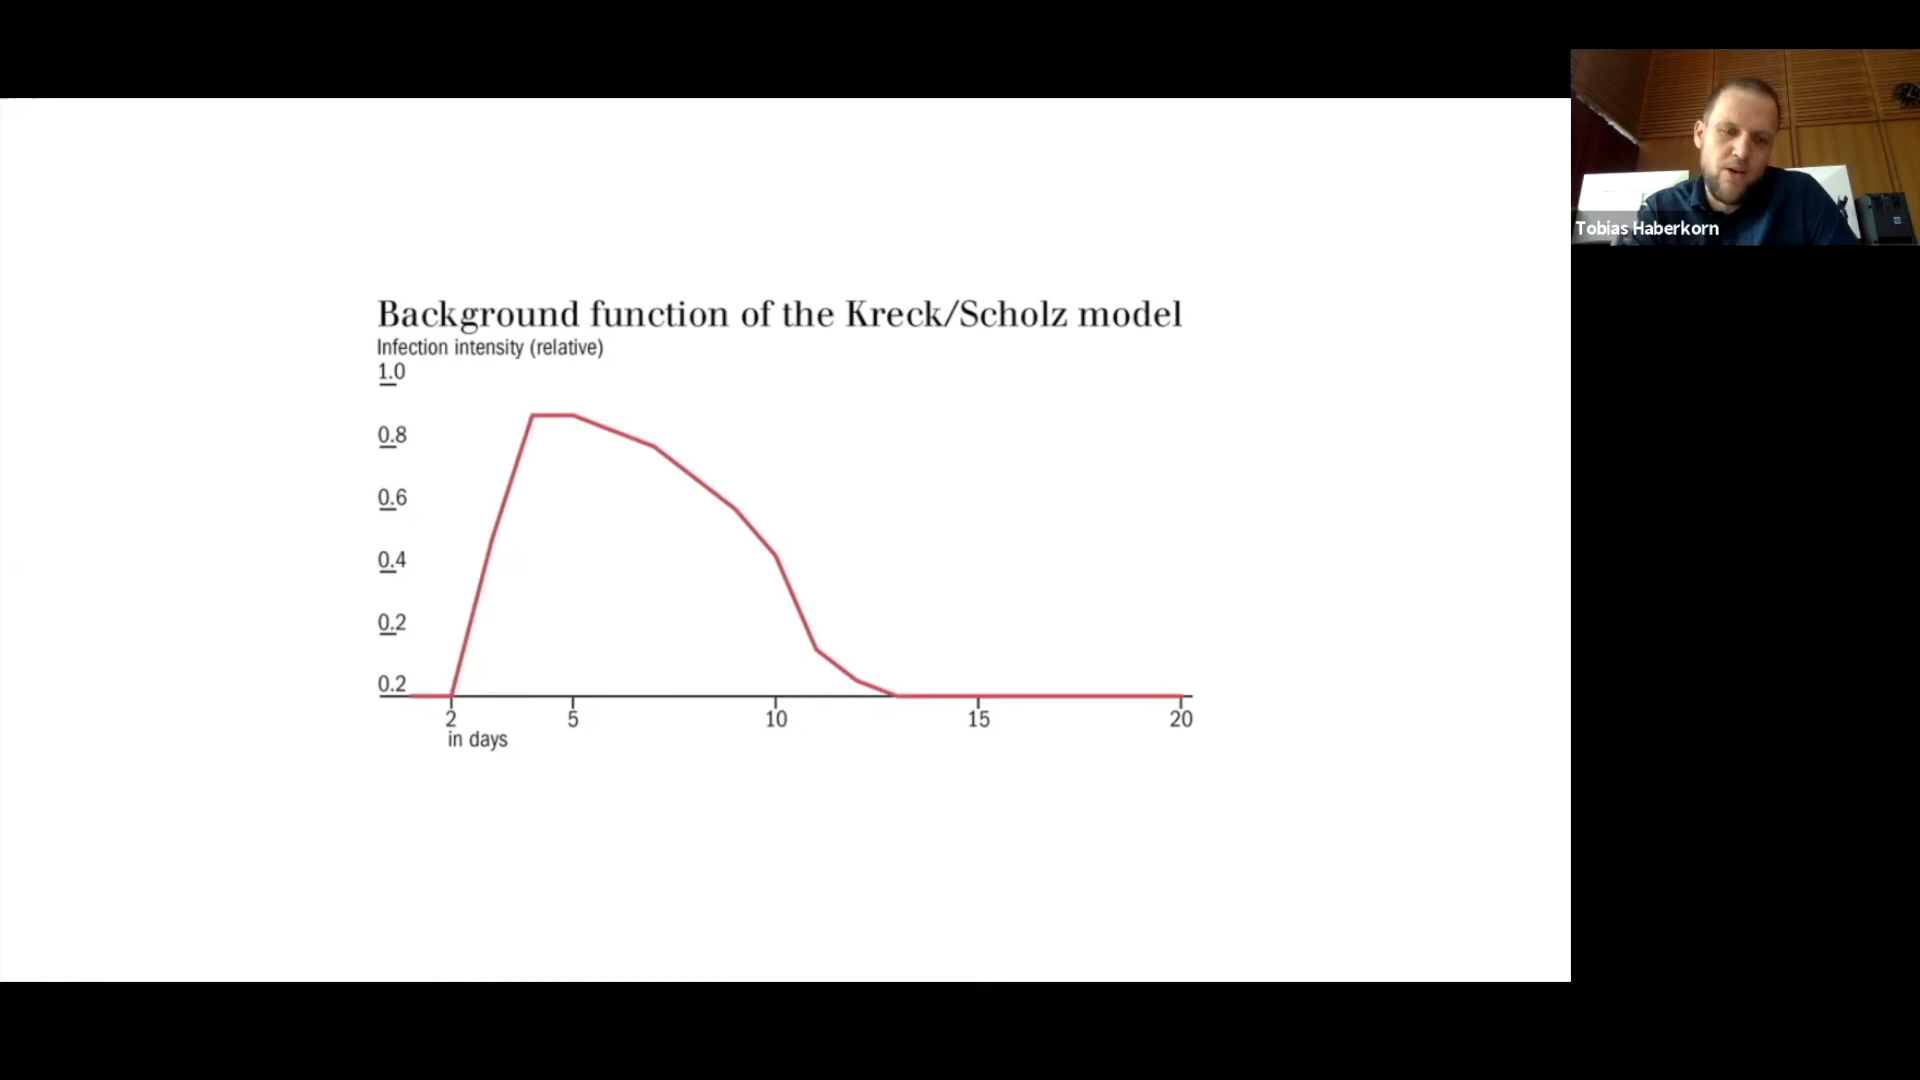 Background function of the Kreck/Scholz model
Infection intensity (relative)
1.0
0.8
0.6
0.4
0.2
0.2
2 5 10 15 20
in days
Tobias Haberkorn